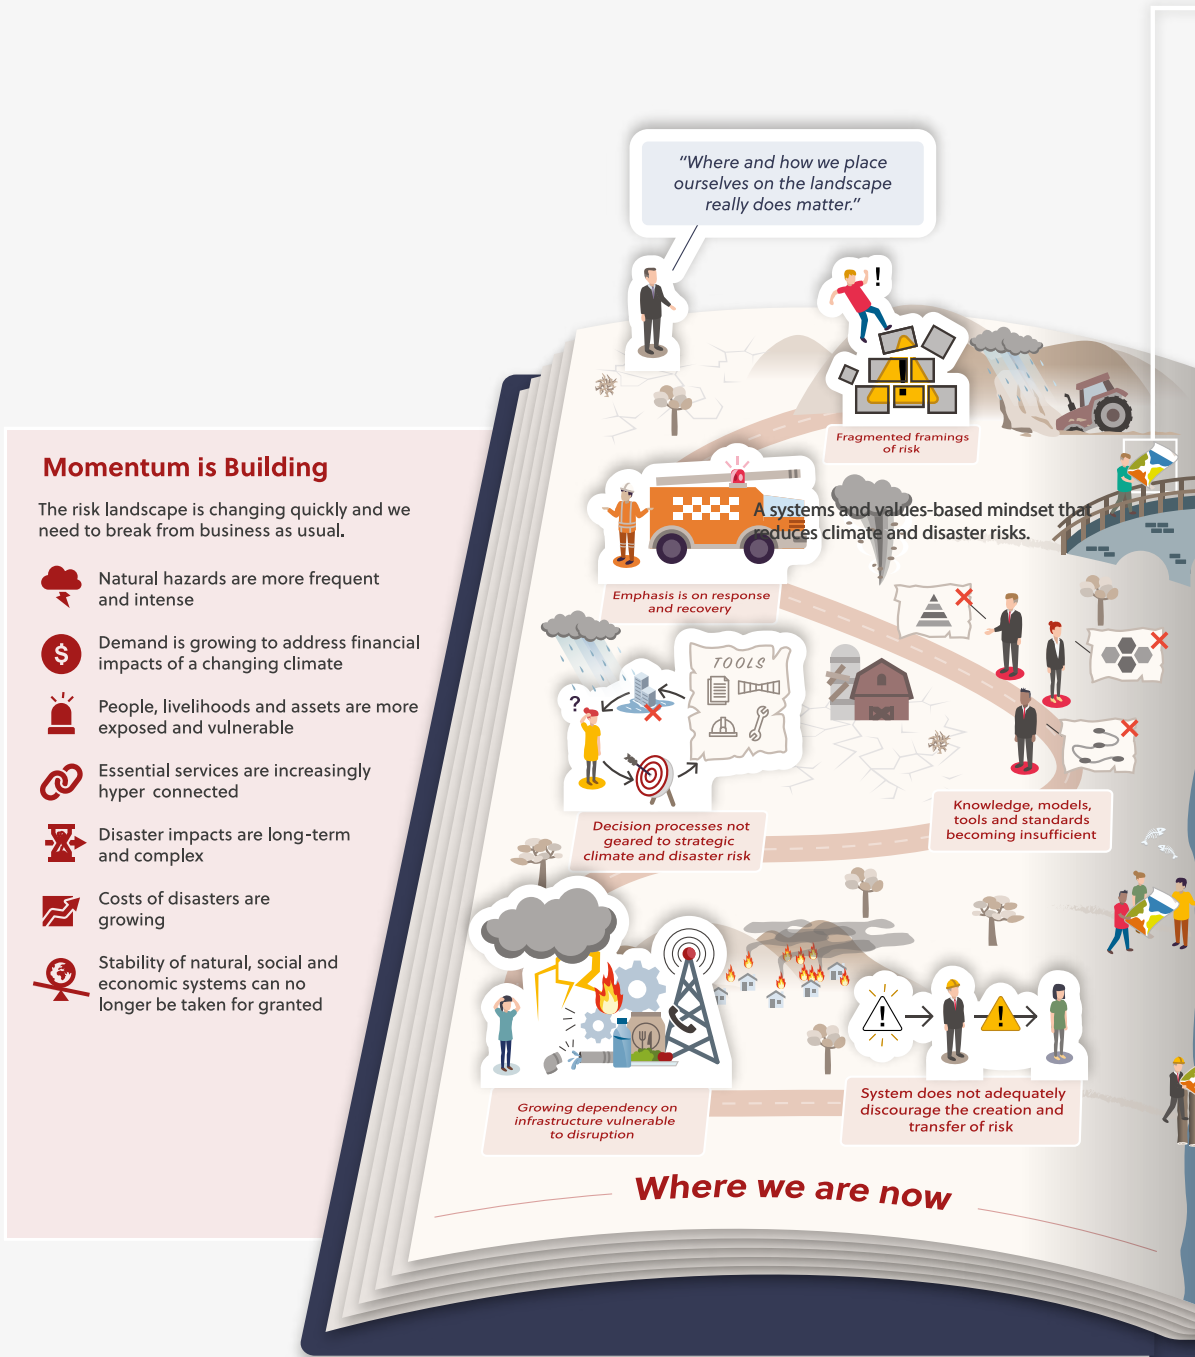 "Where and how we place
ourselves on the landscape
really does matter."
!
Fragmented framings
of risk
Momentum is Building
The risk landscape is changing quickly and we
need to break from business as usual.
Natural hazards are more frequent
and intense
$
Demand is growing to address financial
impacts of a changing climate
People, livelihoods and assets are more
exposed and vulnerable
Essential services are increasingly
hyper connected
Disaster impacts are long-term
and complex
Costs of disasters are
growing
Stability of natural, social and
economic systems can no
longer be taken for granted
A systems and values-based mindset that
reduces climate and disaster risks.
Emphasis is on response
and recovery
TOOLS
?
Decision processes not
geared to strategic
climate and disaster risk
Knowledge, models,
tools and standards
becoming insufficient
! !
Growing dependency on
infrastructure vulnerable
to disruption
System does not adequately
discourage the creation and
transfer of risk
Where we are now